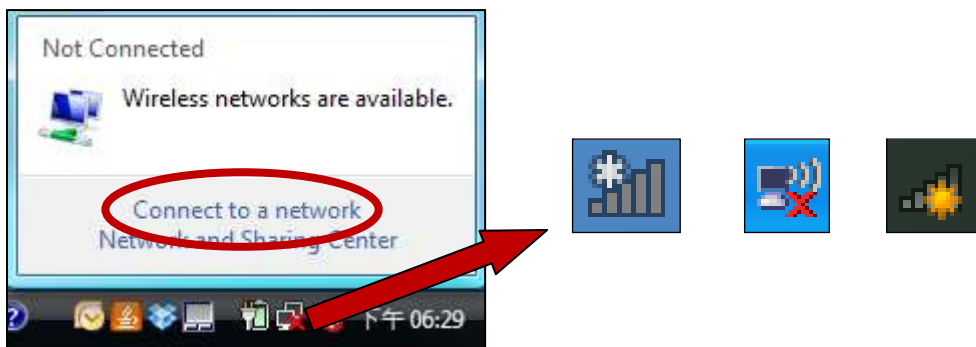 Not Connected
Wireless networks are available.
Connect to a network
Network and Sharing Center
下午 06:29